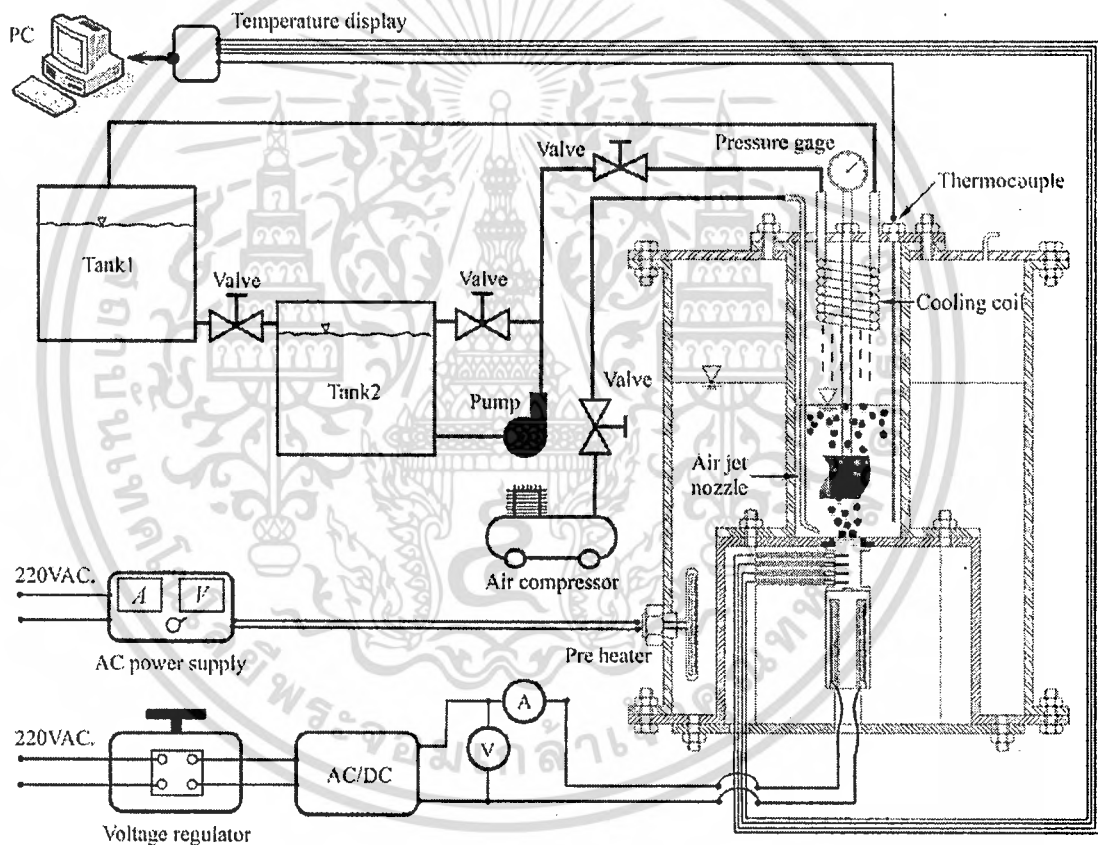 Temperature display
PC
Valve
Pressure gage
Thermocouple
Tank1
Valve
Valve
Cooling coil
Tank2
Pump
Valve
Air jet
nozzle
Air compressor
220VAC.
A
V
AC power supply
Pre heater
220VAC.
A
V
AC/DC
Voltage regulator